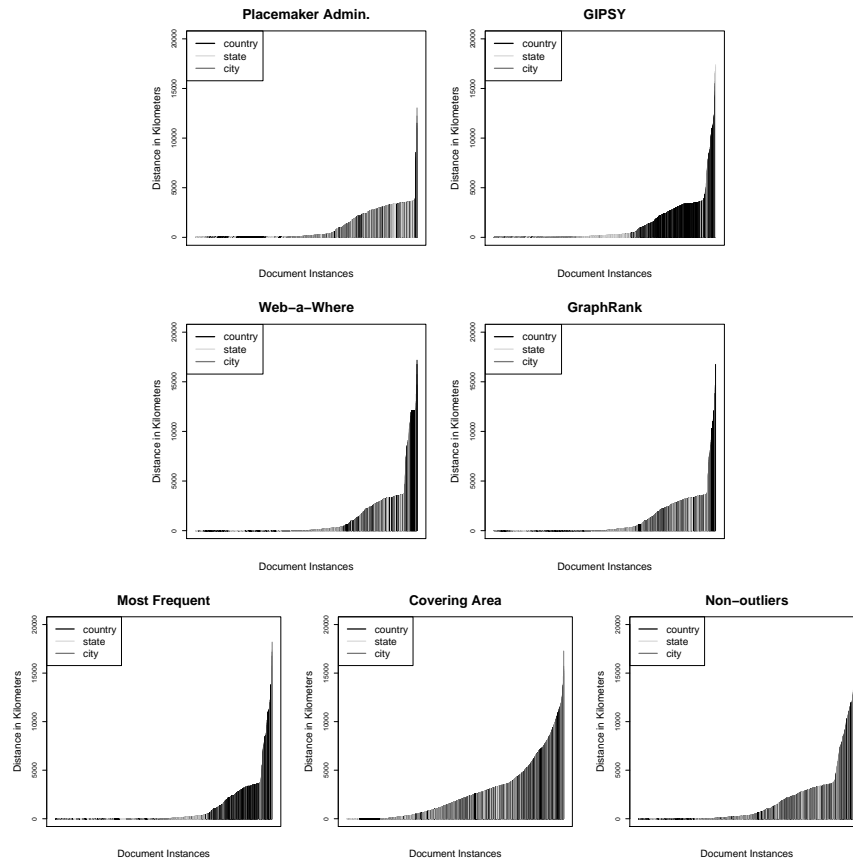 Placemaker Admin.
country
state
city
Distance in Kilometers
0 5000 10000 15000 20000
Document Instances
GIPSY
country
state
city
Distance in Kilometers
0 5000 10000 15000 20000
Document Instances
Web−a−Where
country
state
city
Distance in Kilometers
0 5000 10000 15000 20000
Document Instances
GraphRank
country
state
city
Distance in Kilometers
0 5000 10000 15000 20000
Document Instances
Most Frequent
country
state
city
Distance in Kilometers
0 5000 10000 15000 20000
Document Instances
Covering Area
country
state
city
Distance in Kilometers
0 5000 10000 15000 20000
Document Instances
Non−outliers
country
state
city
Distance in Kilometers
0 5000 10000 15000 20000
Document Instances